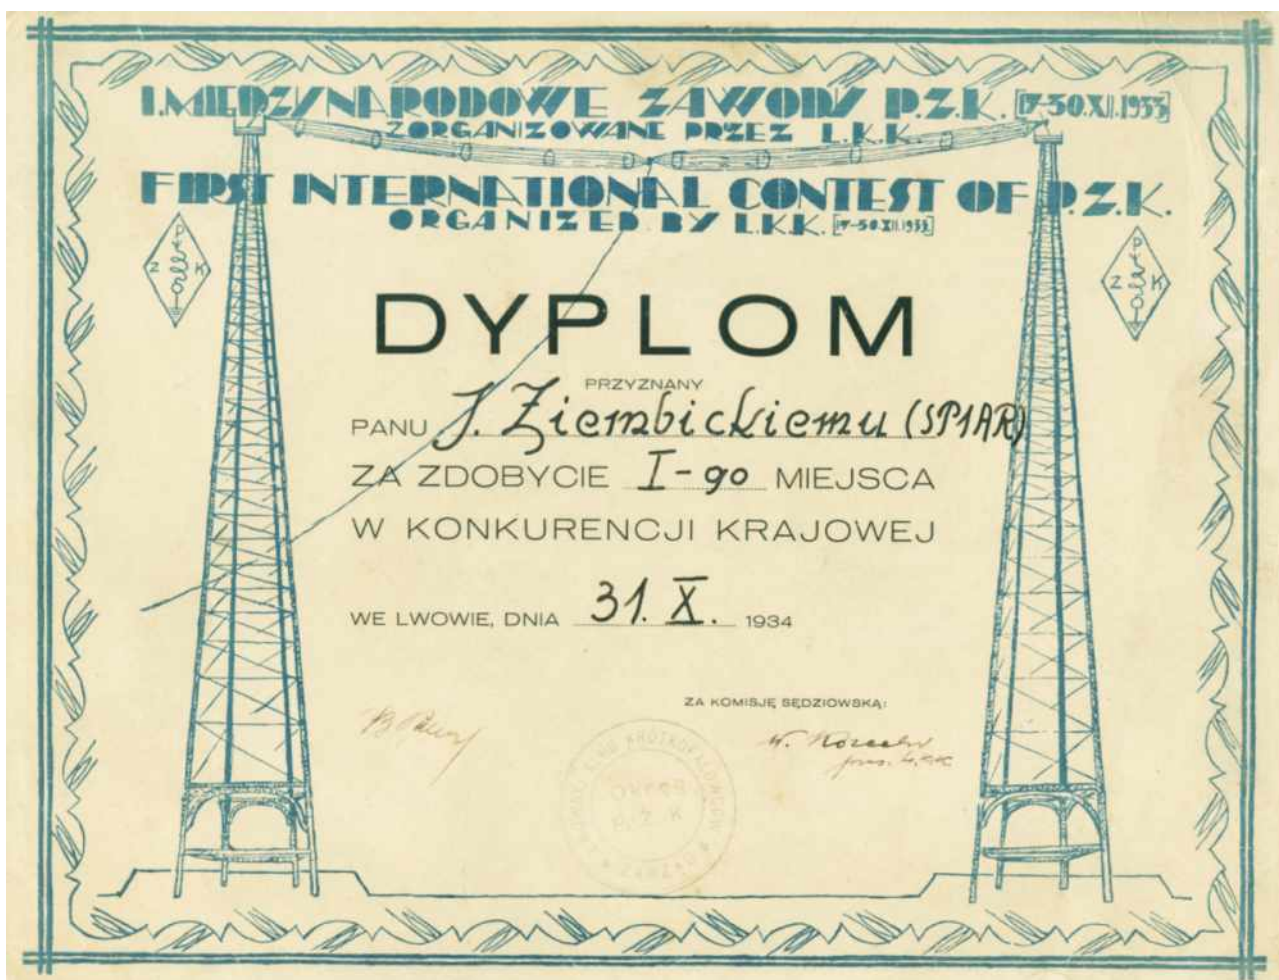 I. MIĘDZYNARODOWE ZAWODY P.Z.K. [17-30.XII.1933]
ZORGANIZOWANE PRZEZ L.K.K.
FIRST INTERNATIONAL CONTEST OF P.Z.K.
ORGANIZED BY L.K.K. [17-30.XII.1933]
P
Z K
P
Z K
DYPLOM
PRZYZNANY
PANU J. Ziembickiemu (SP1AR)
ZA ZDOBYCIE I-go MIEJSCA
W KONKURENCJI KRAJOWEJ
WE LWOWIE, DNIA 31. X. 1934
ZA KOMISJĘ SĘDZIOWSKĄ:
KRÓTKOFALOWCÓW
P.Z.K